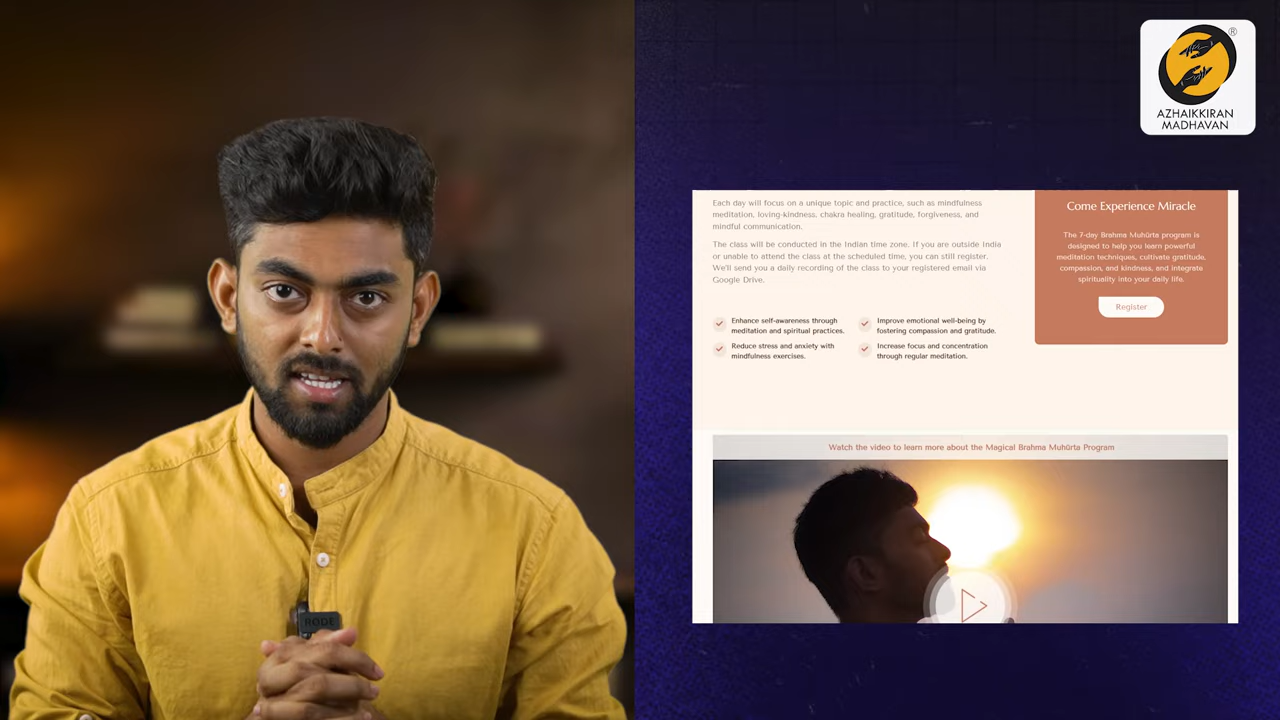 ®
AZHAIKKIRAN
MADHAVAN
Each day will focus on a unique topic and practice, such as mindfulness
meditation, loving-kindness, chakra healing, gratitude, forgiveness, and
mindful communication.
The class will be conducted in the Indian time zone. If you are outside India
or unable to attend the class at the scheduled time, you can still register.
We'll send you a daily recording of the class to your registered email via
Google Drive.
Enhance self-awareness through
meditation and spiritual practices.
Improve emotional well-being by
fostering compassion and gratitude.
Reduce stress and anxiety with
mindfulness exercises.
Increase focus and concentration
through regular meditation.
Come Experience Miracle
The 7-day Brahma Muhūrta program is
designed to help you learn powerful
meditation techniques, cultivate gratitude,
compassion, and kindness, and integrate
spirituality into your daily life.
Register
Watch the video to learn more about the Magical Brahma Muhūrta Program
RØDE